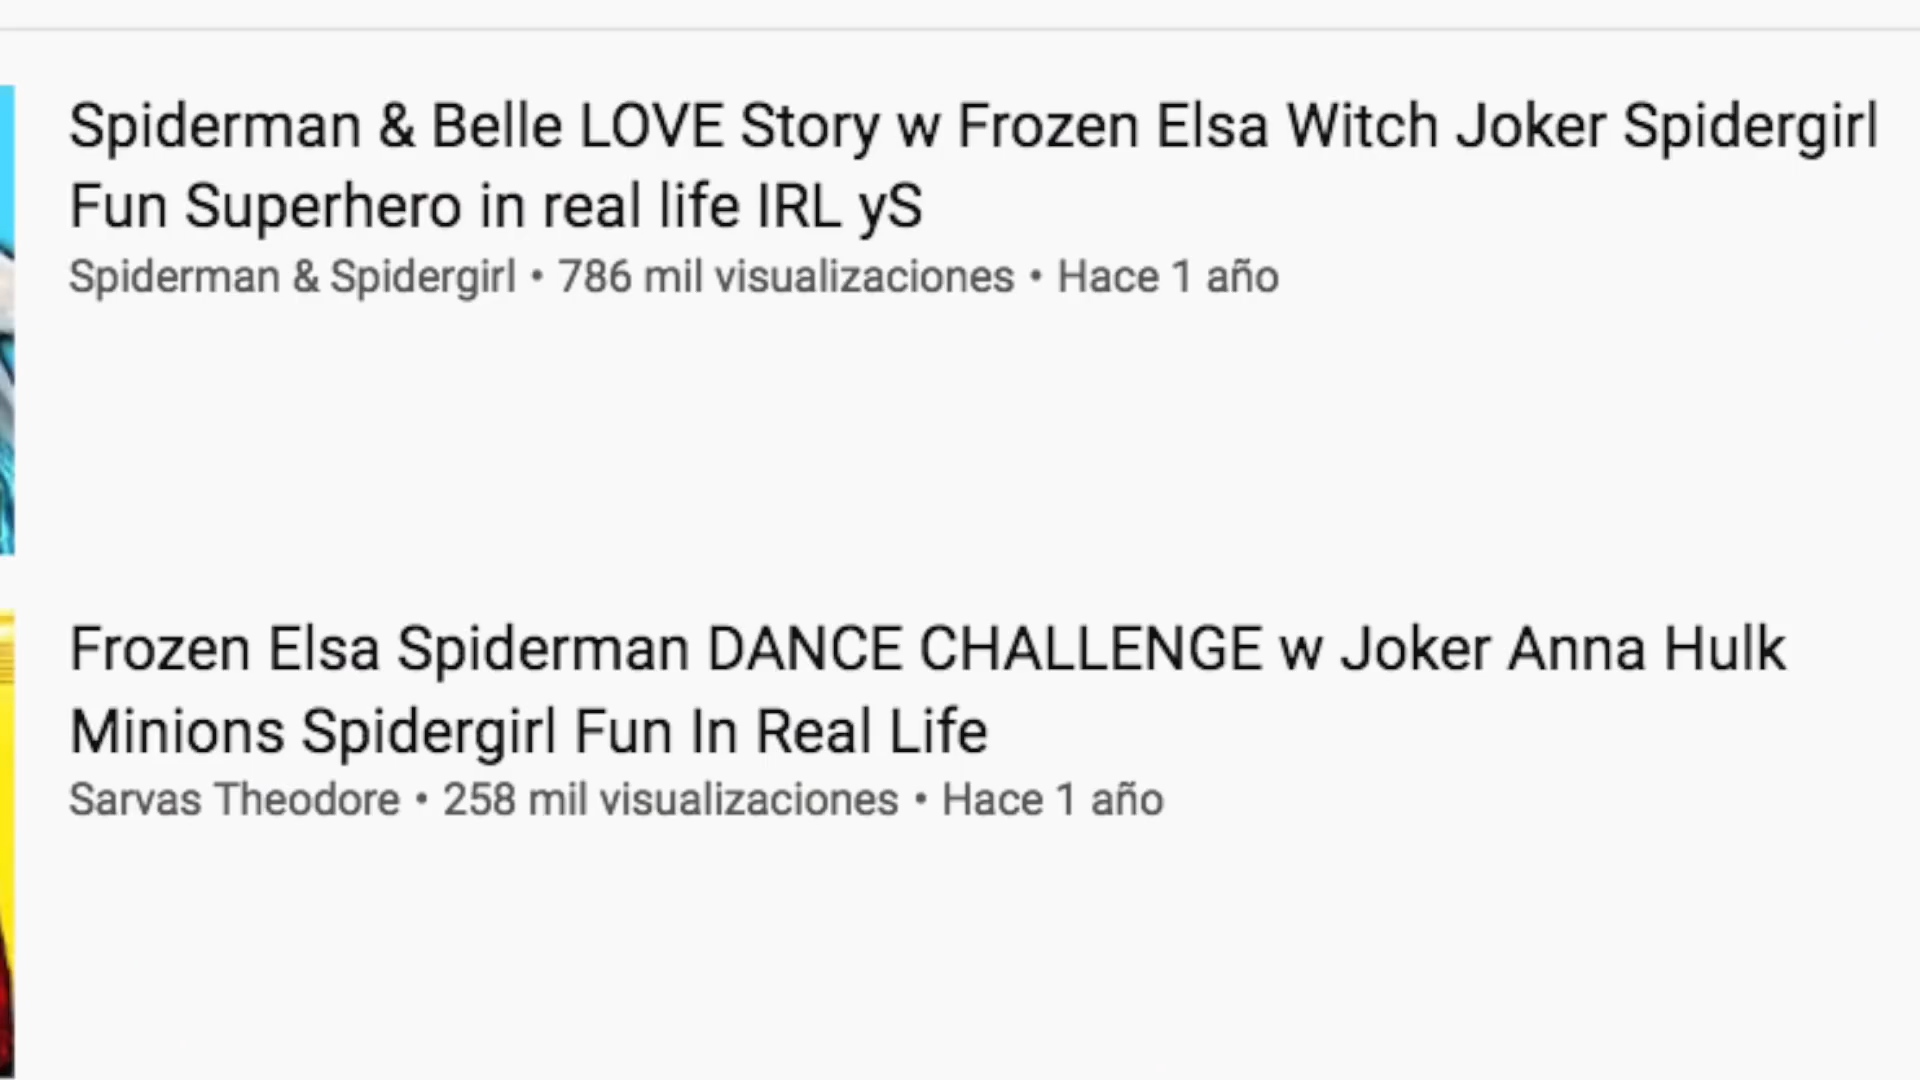 Spiderman & Belle LOVE Story w Frozen Elsa Witch Joker Spidergirl
Fun Superhero in real life IRL yS
Spiderman & Spidergirl • 786 mil visualizaciones • Hace 1 año
Frozen Elsa Spiderman DANCE CHALLENGE w Joker Anna Hulk
Minions Spidergirl Fun In Real Life
Sarvas Theodore • 258 mil visualizaciones • Hace 1 año